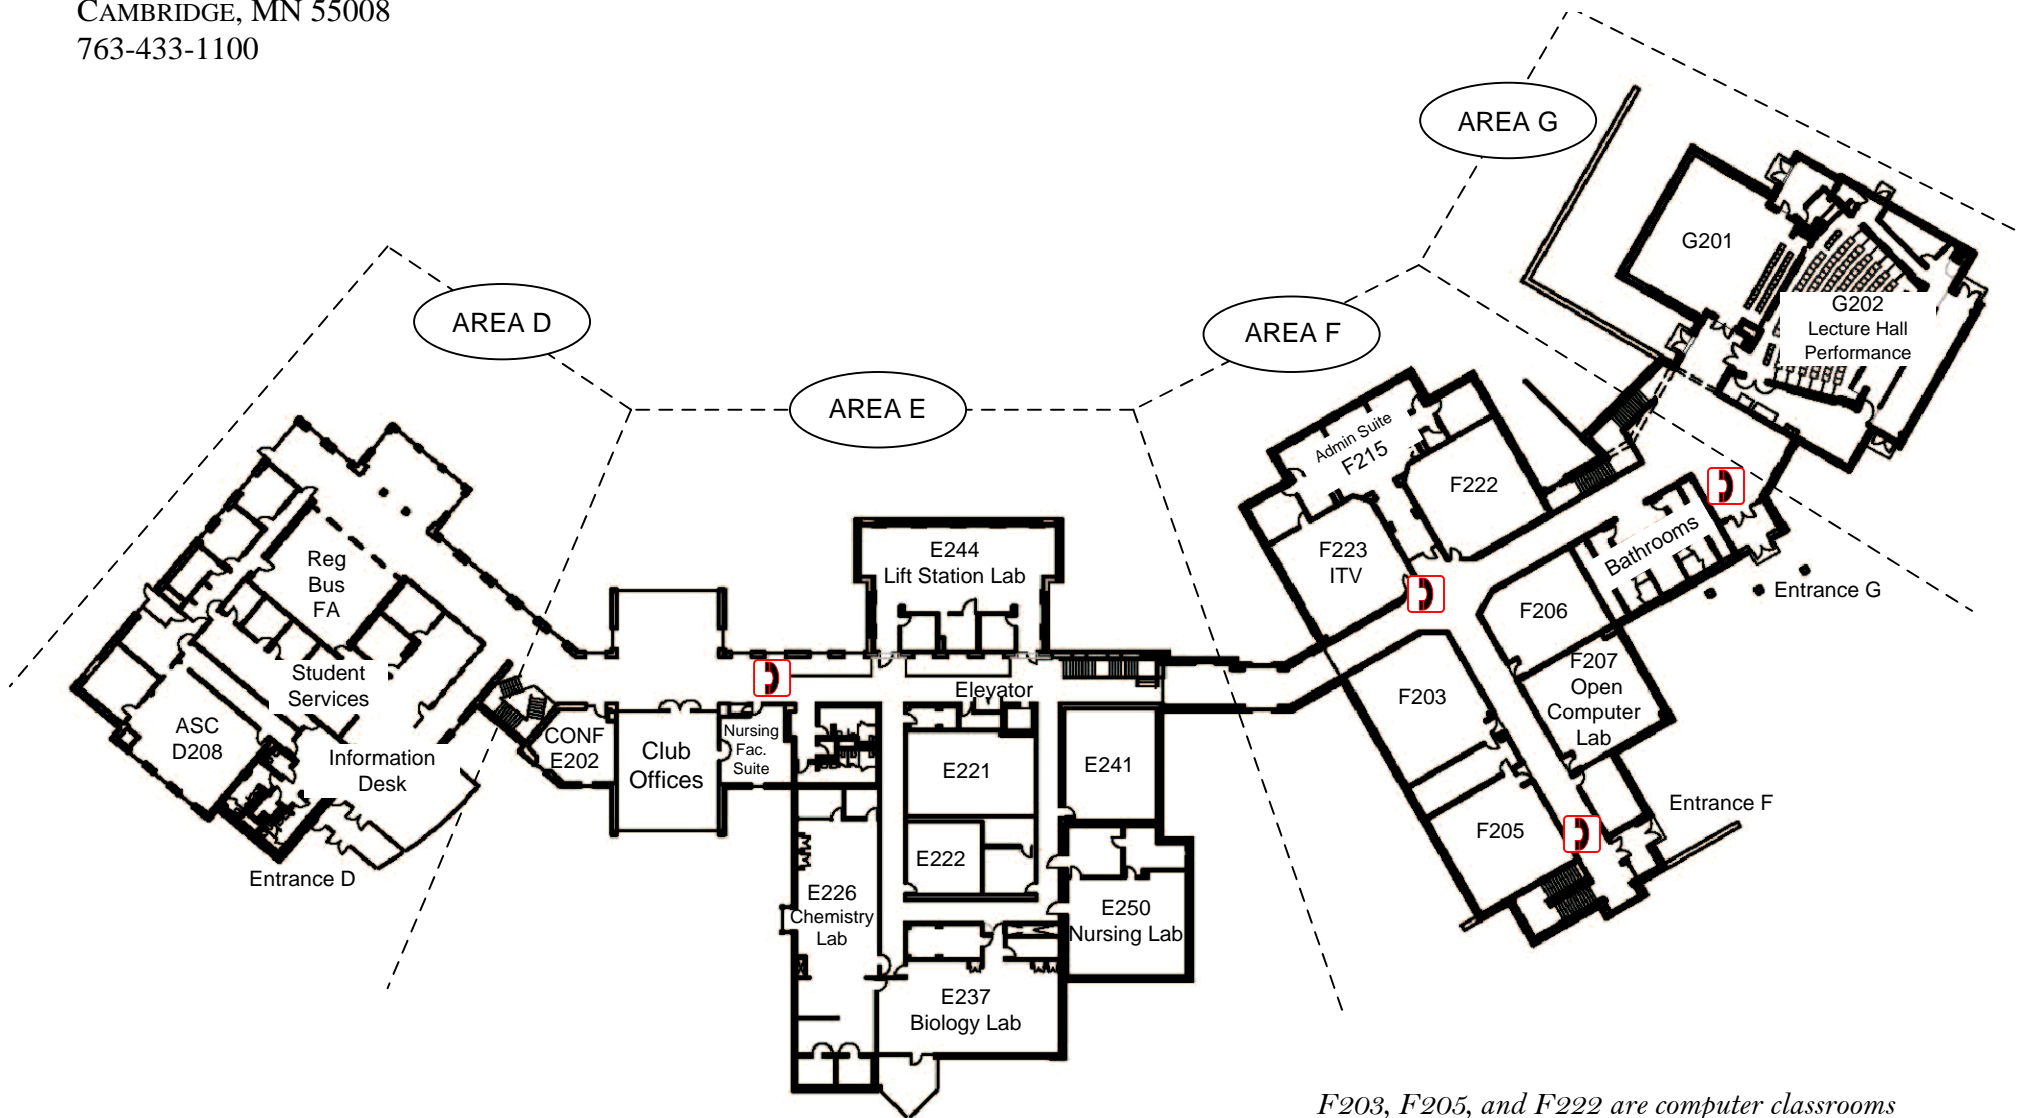 CAMBRIDGE, MN 55008
763-433-1100
AREA G
G201
G202
Lecture Hall
Performance
AREA D
AREA F
AREA E
Admin Suite
F215
F222
E244
Lift Station Lab
F223
ITV
Bathrooms
Entrance G
Reg
Bus
FA
F206
Student
Services
Elevator
F203
F207
Open
Computer
Lab
ASC
D208
Information
Desk
CONF
E202
Club
Offices
Nursing
Fac.
Suite
E221
E241
Entrance F
F205
E222
Entrance D
E226
Chemistry
Lab
E250
Nursing Lab
E237
Biology Lab
F203, F205, and F222 are computer classrooms